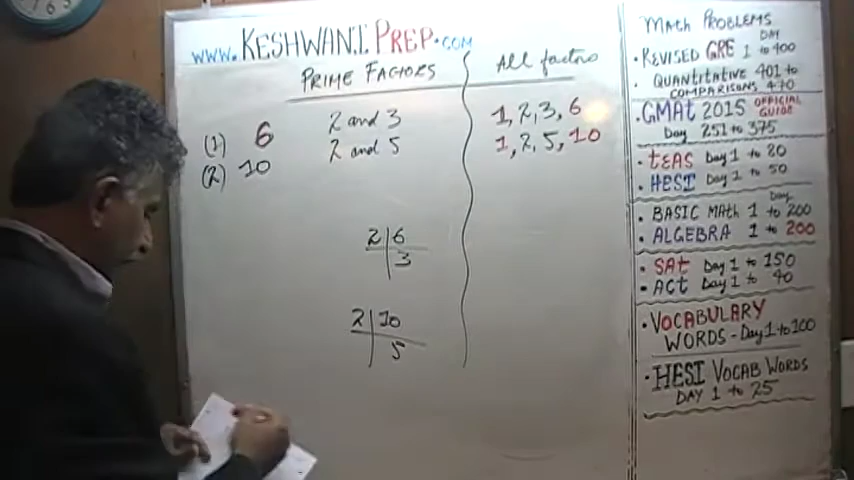 www.KESHWANI PREP.COM
PRIME FACTORS
All factors
(1) 6 2 and 3 1, 2, 3, 6
(2) 10 2 and 5 1, 2, 5, 10
2 6
3
2 10
5
MATH PROBLEMS
DAY
• REVISED GRE 1 to 400
• QUANTITATIVE 401 to
COMPARISONS 470
• GMAT 2015 OFFICIAL GUIDE
Day 251 to 375
• TEAS Day 1 to 80
• HESI Day 1 to 50
Day
• BASIC MATH 1 to 200
• ALGEBRA 1 to 200
• SAt Day 1 to 150
• ACT Day 1 to 40
• VOCABULARY
WORDS - Day 1 to 100
• HESI VOCAB WORDS
DAY 1 to 25